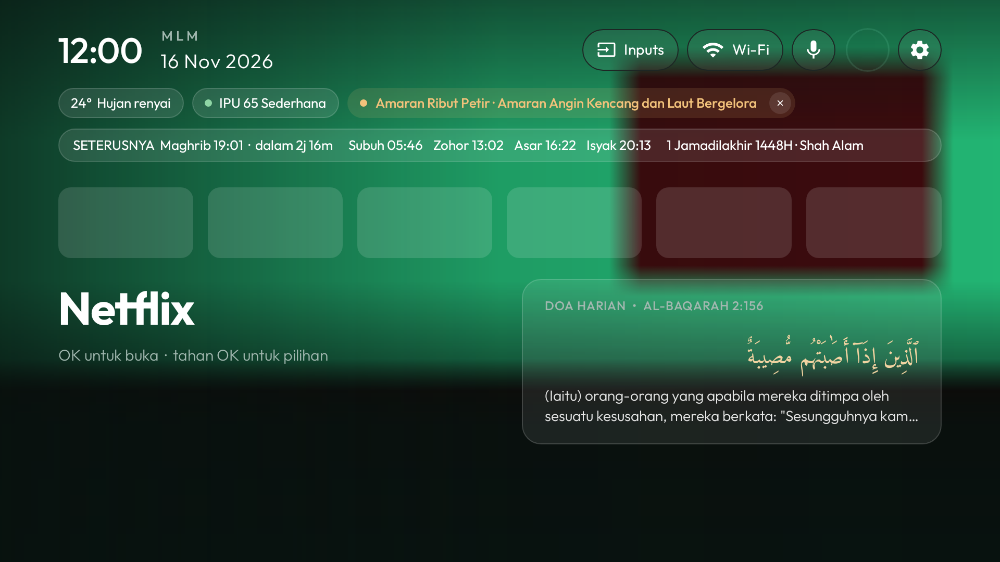 12:00
MLM
16 Nov 2026
Inputs
Wi-Fi
24° Hujan renyai
IPU 65 Sederhana
Amaran Ribut Petir · Amaran Angin Kencang dan Laut Bergelora
SETERUSNYA Maghrib 19:01 · dalam 2j 16m Subuh 05:46 Zohor 13:02 Asar 16:22 Isyak 20:13 1 Jamadilakhir 1448H · Shah Alam
Netflix
OK untuk buka · tahan OK untuk pilihan
DOA HARIAN • AL-BAQARAH 2:156
ٱلَّذِينَ إِذَآ أَصَـٰبَتْهُم مُّصِيبَةٌ
(Iaitu) orang-orang yang apabila mereka ditimpa oleh
sesuatu kesusahan, mereka berkata: "Sesungguhnya kam...